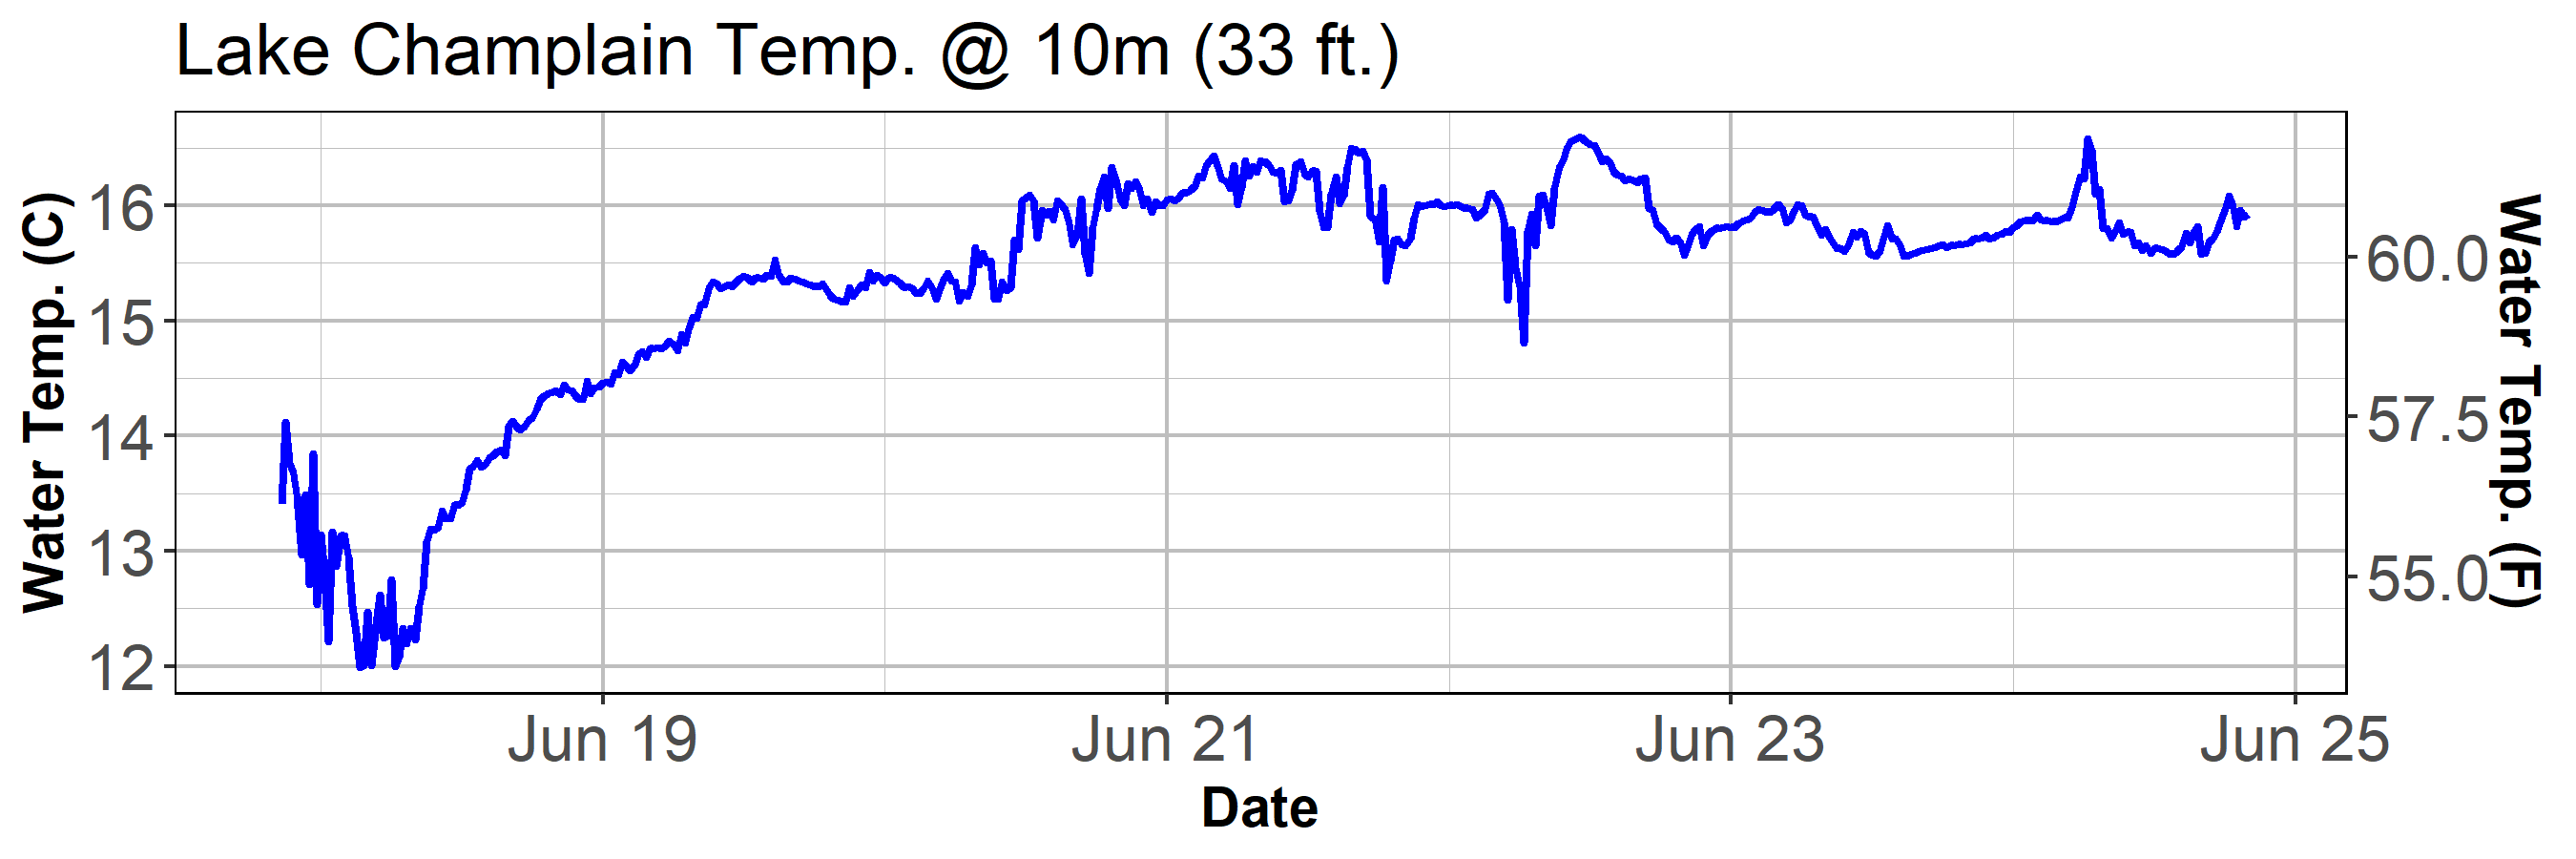 Lake Champlain Temp. @ 10m (33 ft.)
Water Temp. (C)
16
15
14
13
12
60.0
57.5
55.0
Water Temp. (F)
Jun 19
Jun 21
Jun 23
Jun 25
Date